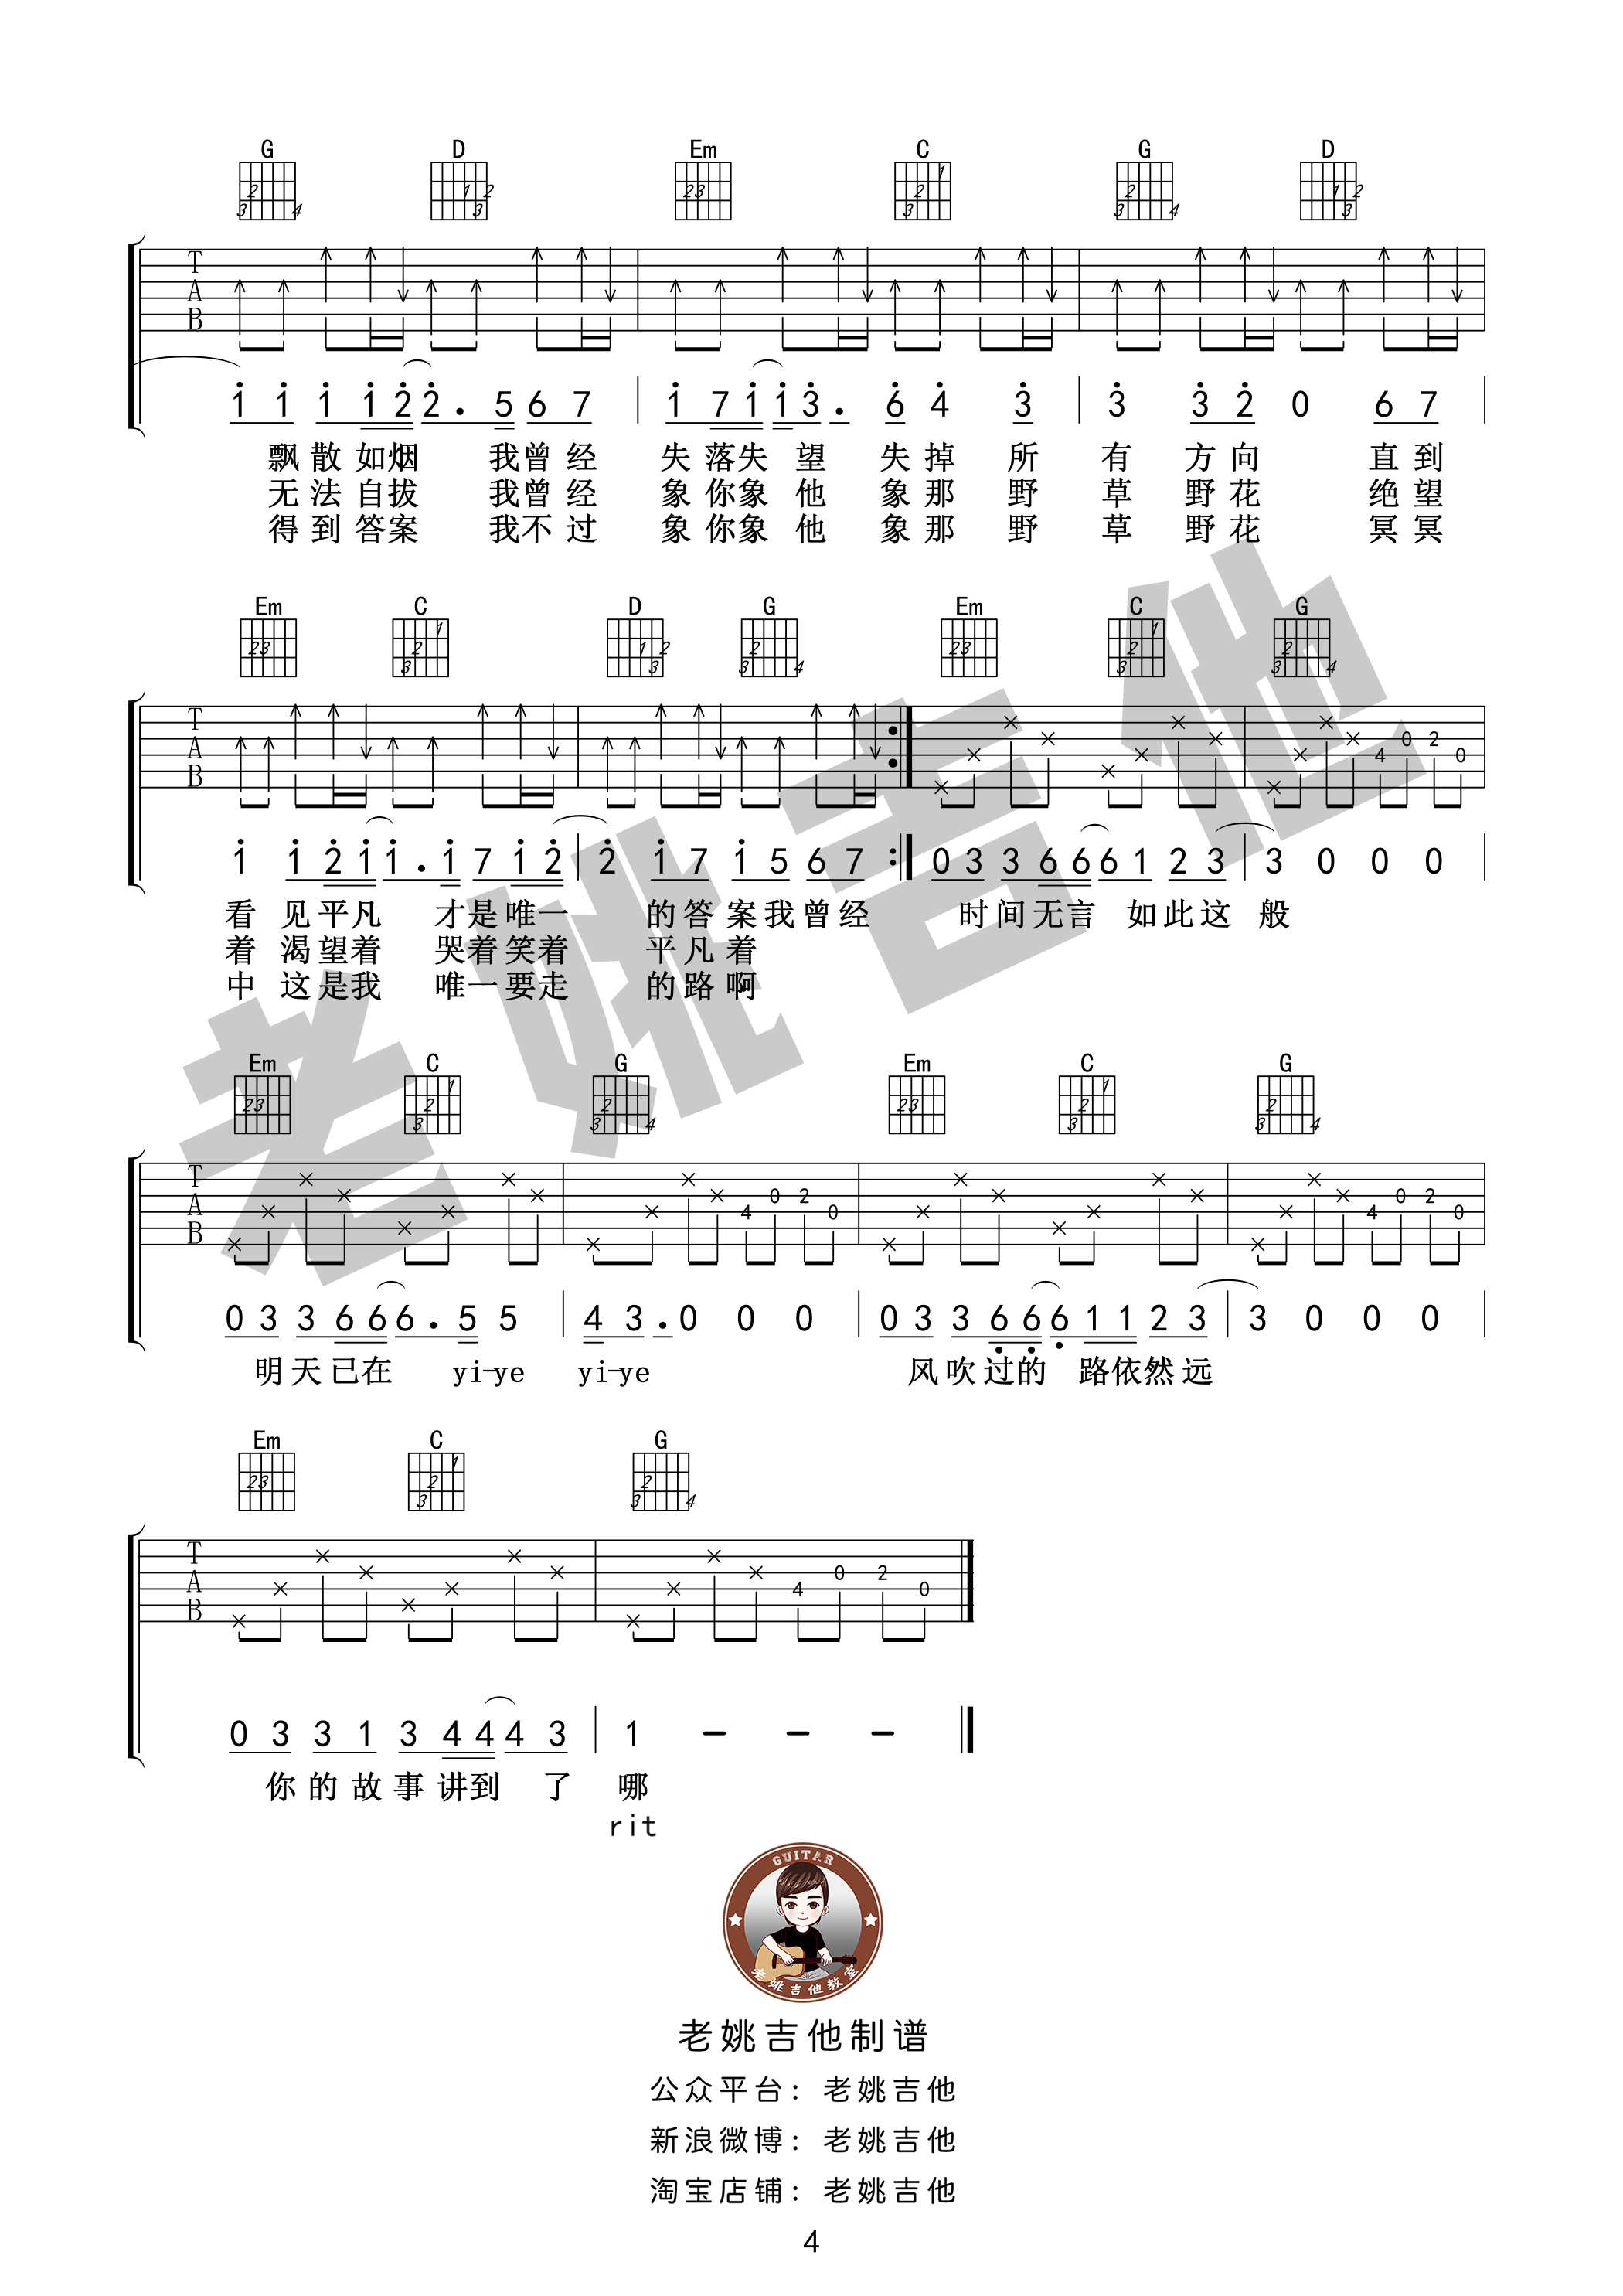 G D Em C G D
T
A
B
1 1 1 1 2 2. 5 6 7 1 7 1 1 3. 6 4 3 3 3 2 0 6 7
飘散如烟 我曾经 失落失望 失掉所有方向 直到
无法自拔 我曾经 象你象他 象那野草野花 绝望
得到答案 我不过 象你象他 象那野草野花 冥冥
Em C D G Em C G
T
A
B
4 0 2 0
1 1 2 1 1. 1 7 1 2 2 1 7 1 5 6 7 0 3 3 6 6 6 1 2 3 3 0 0 0
看见平凡 才是唯一 的答案我曾经 时间无言 如此这般
着渴望着 哭着笑着 平凡着
中这是我 唯一要走 的路啊
Em C G Em C G
T
A
B
4 0 2 0 4 0 2 0
0 3 3 6 6 6. 5 5 4 3. 0 0 0 0 3 3 6 6 6 1 1 2 3 3 0 0 0
明天已在 yi-ye yi-ye 风吹过的 路依然远
Em C G
T
A
B
4 0 2 0
0 3 3 1 3 4 4 4 3 1 - - -
你的故事讲到 了 哪
rit
GUITAR
老姚吉他教室
老姚吉他制谱
公众平台：老姚吉他
新浪微博：老姚吉他
淘宝店铺：老姚吉他
4
老姚吉他